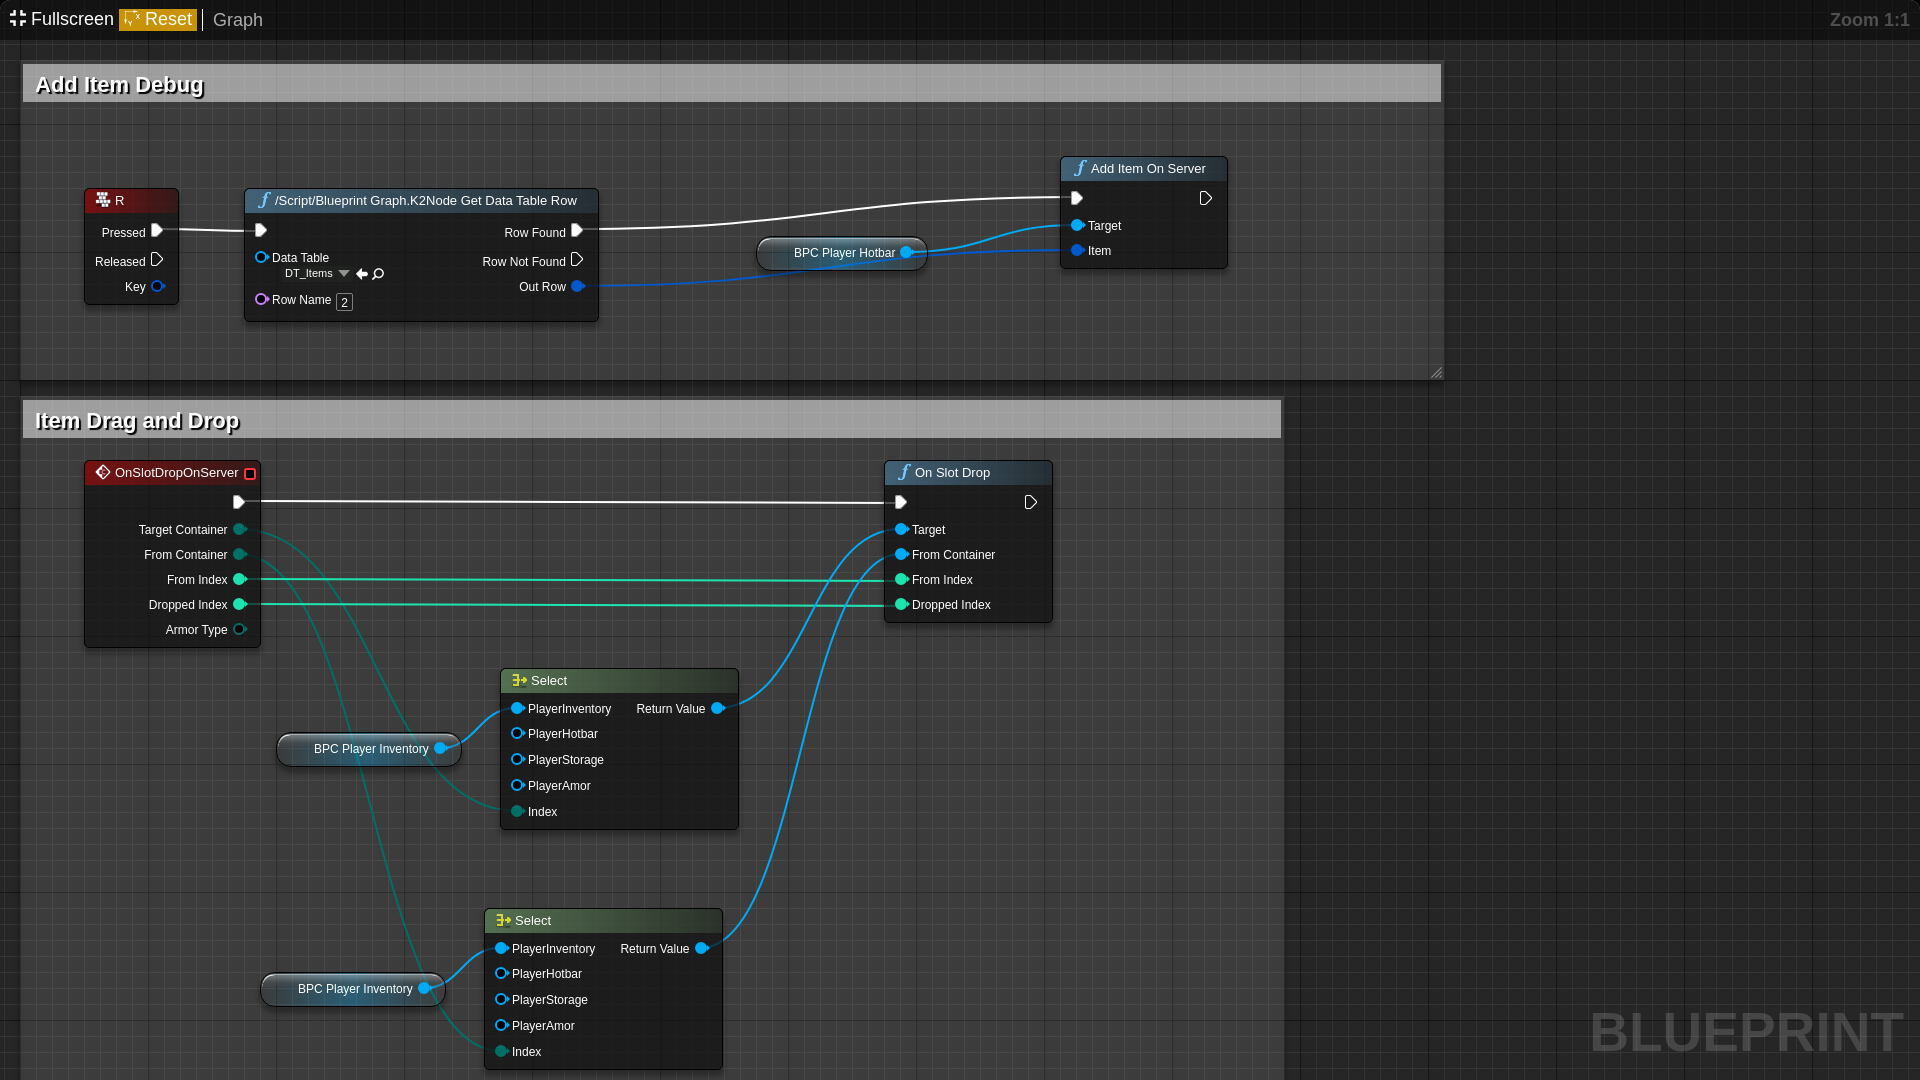 Fullscreen Reset Graph Zoom 1:1
Add Item Debug
R
Pressed
Released
Key
/Script/Blueprint Graph.K2Node Get Data Table Row
Data Table
DT_Items
Row Name 2
Row Found
Row Not Found
Out Row
BPC Player Hotbar
Add Item On Server
Target
Item
Item Drag and Drop
OnSlotDropOnServer
Target Container
From Container
From Index
Dropped Index
Armor Type
On Slot Drop
Target
From Container
From Index
Dropped Index
Select
PlayerInventory Return Value
PlayerHotbar
PlayerStorage
PlayerAmor
Index
BPC Player Inventory
Select
PlayerInventory Return Value
PlayerHotbar
PlayerStorage
PlayerAmor
Index
BPC Player Inventory
BLUEPRINT